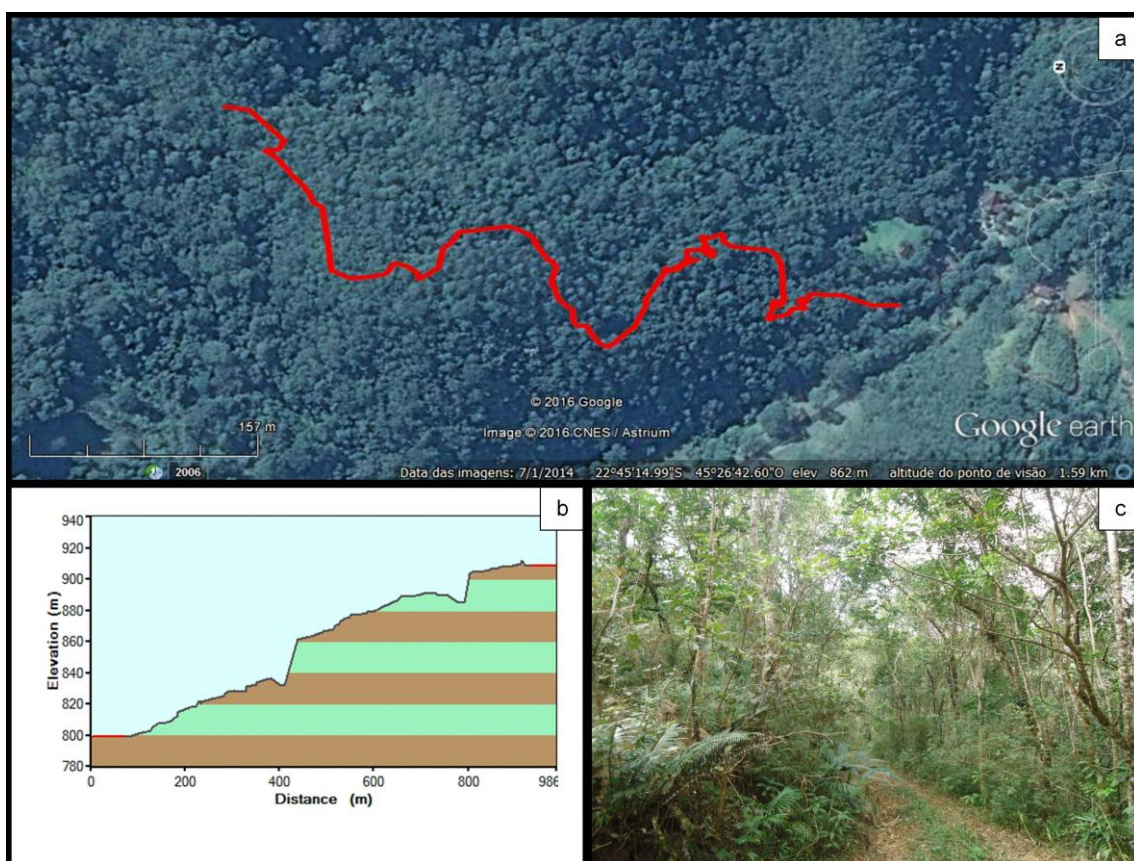 a
N
157 m
© 2016 Google
Image © 2016 CNES / Astrium
Google earth
2006
Data das imagens: 7/1/2014 22°45'14.99"S 45°26'42.60"O elev 862 m altitude do ponto de visão 1.59 km
b
940
920
900
880
860
840
820
800
780
Elevation (m)
0 200 400 600 800 986
Distance (m)
c